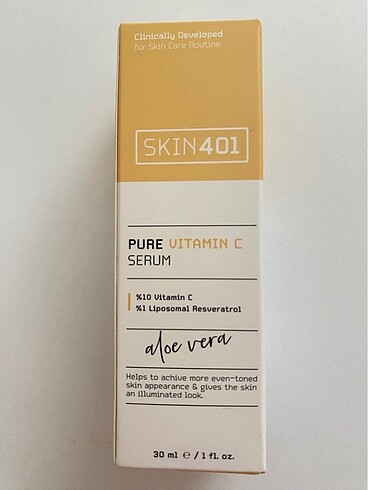 Clinically Developed
for Skin Care Routine
SKIN401
PURE VITAMIN C
SERUM
%10 Vitamin C
%1 Liposomal Resveratrol
aloe vera
Helps to achive more even-toned
skin appearance & gives the skin
an illuminated look.
30 ml ℮ / 1 fl. oz.